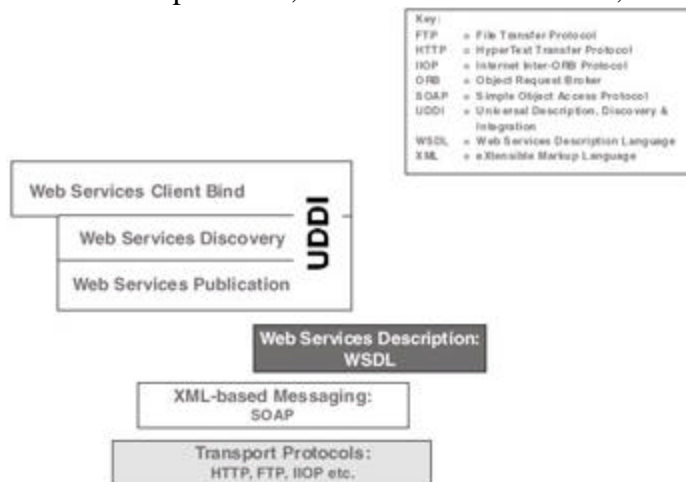 Key:
FTP = File Transfer Protocol
HTTP = HyperText Transfer Protocol
IIOP = Internet Inter-ORB Protocol
ORB = Object Request Broker
SOAP = Simple Object Access Protocol
UDDI = Universal Description, Discovery &
Integration
WSDL = Web Services Description Language
XML = eXtensible Markup Language
Web Services Client Bind
Web Services Discovery
Web Services Publication
UDDI
Web Services Description:
WSDL
XML-based Messaging:
SOAP
Transport Protocols:
HTTP, FTP, IIOP etc.